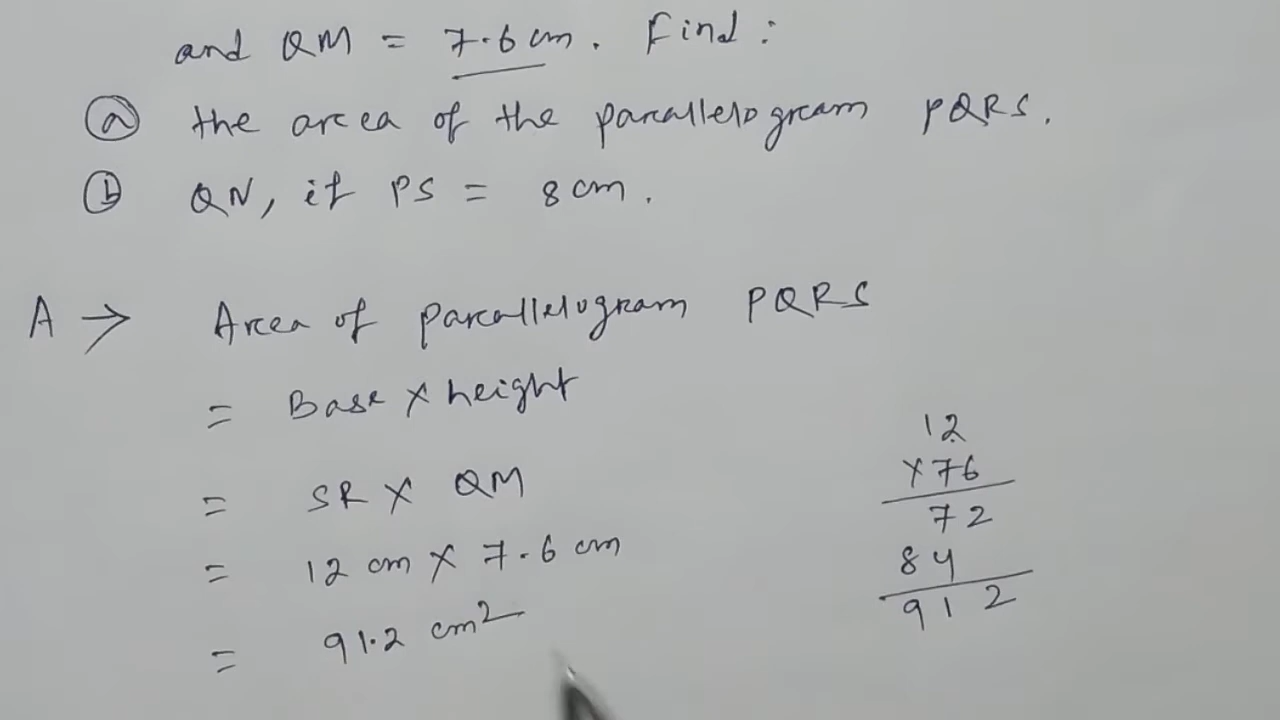 and QM = 7.6 cm. Find:
(a) the area of the parallelogram PQRS.
(b) QN, if PS = 8 cm.
A → Area of parallelogram PQRS
= Base × height
= SR × QM
= 12 cm × 7.6 cm
= 91.2 cm²
12
×76
72
84
912